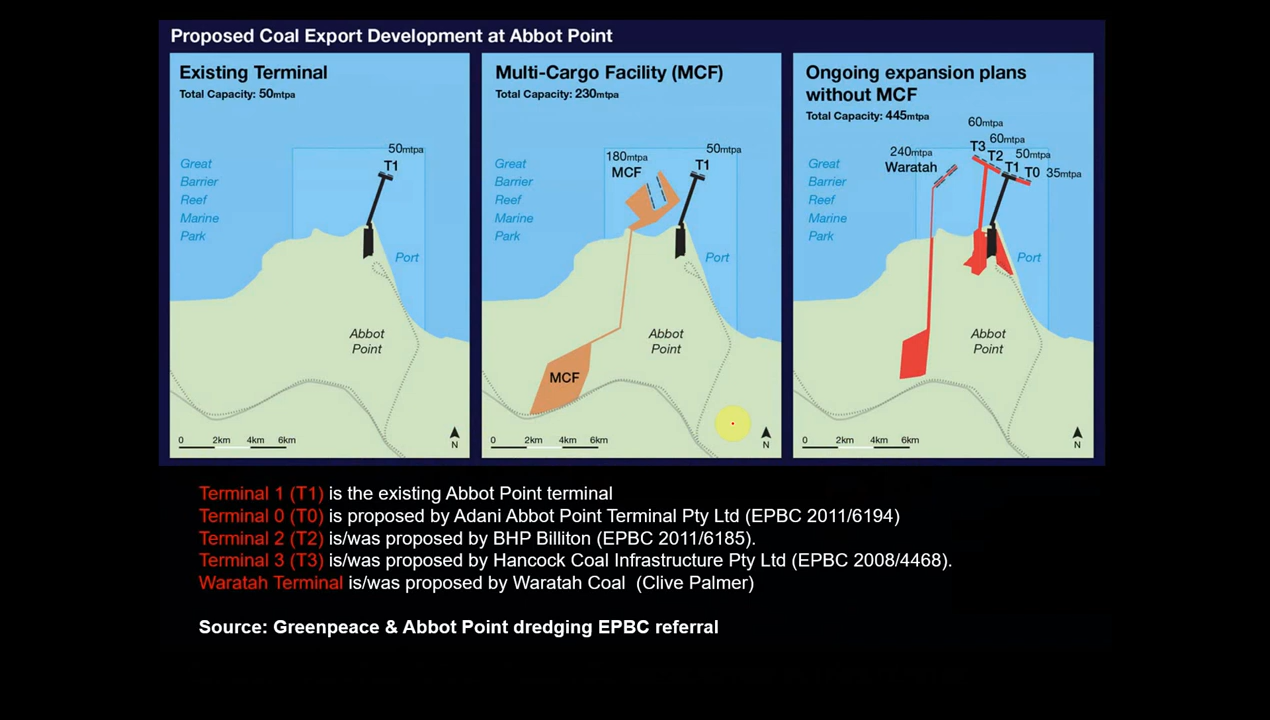 Proposed Coal Export Development at Abbot Point
Existing Terminal
Total Capacity: 50mtpa
50mtpa
T1
Great
Barrier
Reef
Marine
Park
Port
Abbot
Point
0 2km 4km 6km
N
Multi-Cargo Facility (MCF)
Total Capacity: 230mtpa
180mtpa
MCF
50mtpa
T1
Great
Barrier
Reef
Marine
Park
Port
Abbot
Point
MCF
0 2km 4km 6km
N
Ongoing expansion plans
without MCF
Total Capacity: 445mtpa
60mtpa
T3
60mtpa
T2
50mtpa
T1
T0 35mtpa
240mtpa
Waratah
Great
Barrier
Reef
Marine
Park
Port
Abbot
Point
0 2km 4km 6km
N
Terminal 1 (T1) is the existing Abbot Point terminal
Terminal 0 (T0) is proposed by Adani Abbot Point Terminal Pty Ltd (EPBC 2011/6194)
Terminal 2 (T2) is/was proposed by BHP Billiton (EPBC 2011/6185).
Terminal 3 (T3) is/was proposed by Hancock Coal Infrastructure Pty Ltd (EPBC 2008/4468).
Waratah Terminal is/was proposed by Waratah Coal (Clive Palmer)
Source: Greenpeace & Abbot Point dredging EPBC referral